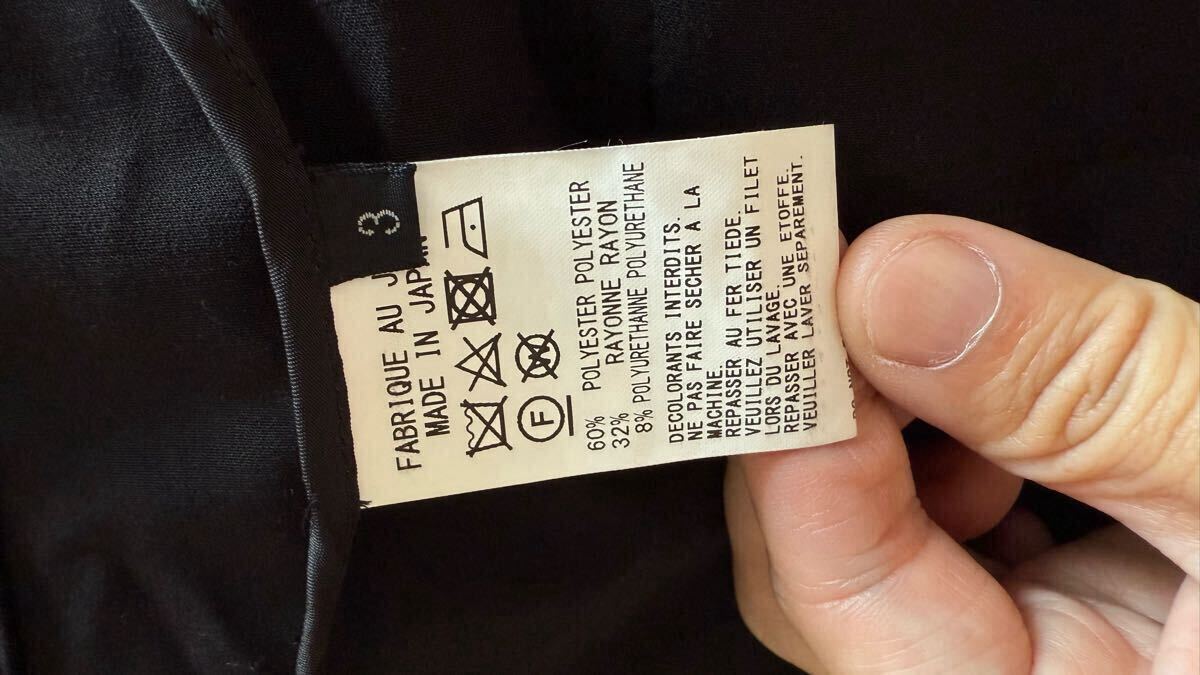 3
FABRIQUE AU J
MADE IN JAPAN
F
60% POLYESTER POLYESTER
32% RAYONNE RAYON
8% POLYURETHANNE POLYURETHANE
DECOLORANTS INTERDITS.
NE PAS FAIRE SECHER A LA
MACHINE.
REPASSER AU FER TIEDE.
VEUILLEZ UTILISER UN FILET
LORS DU LAVAGE.
REPASSER AVEC UNE ETOFFE.
VEUILLER LAVER SEPAREMENT.